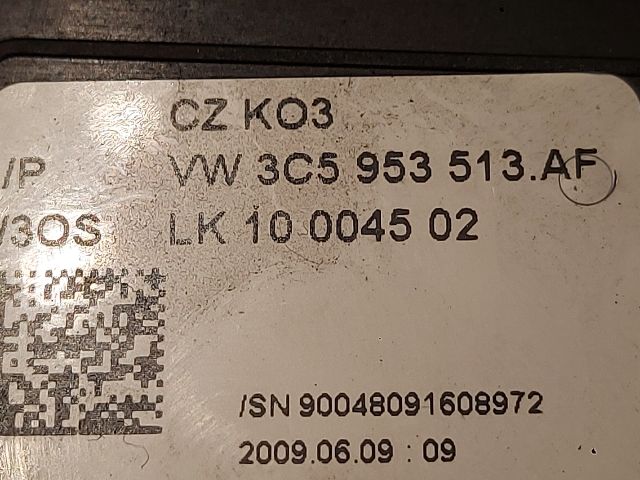 CZ KO3
/P VW 3C5 953 513.AF
/3OS LK 10 0045 02
/SN 90048091608972
2009.06.09 : 09